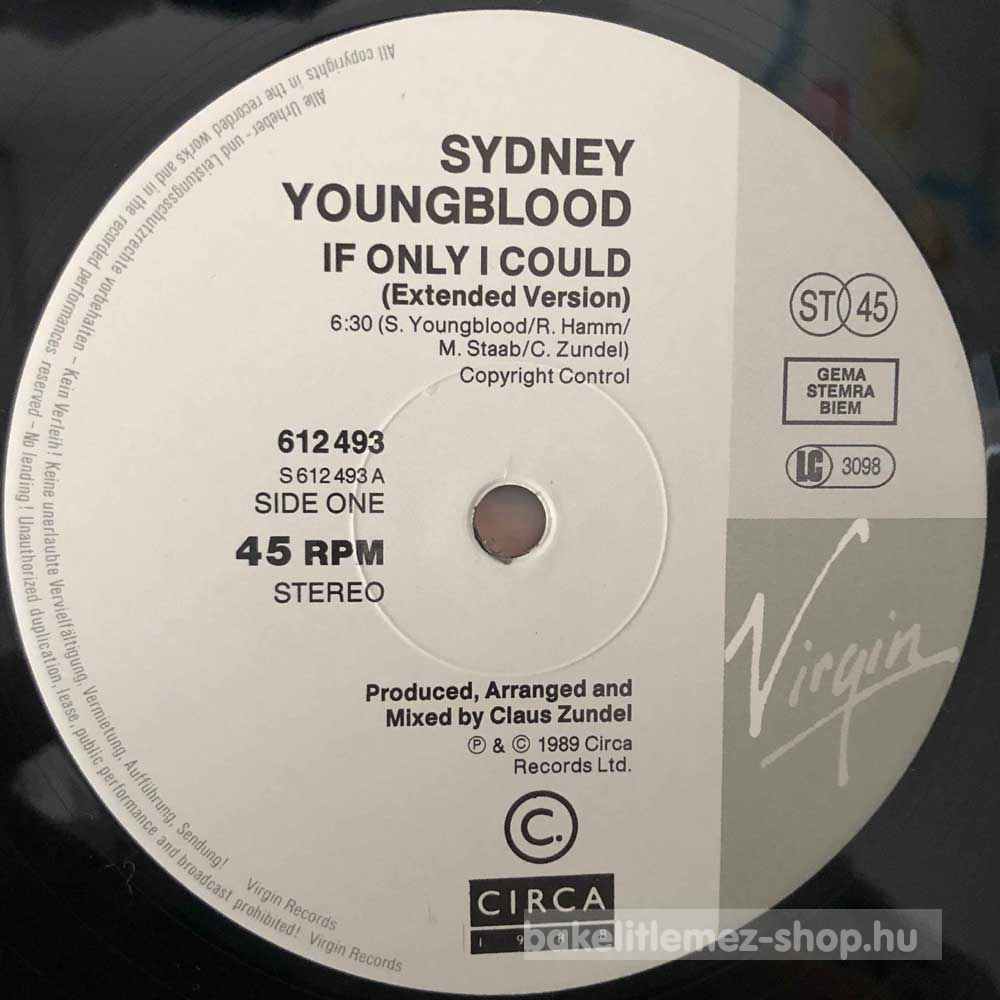 SYDNEY
YOUNGBLOOD
IF ONLY I COULD
(Extended Version)
6:30 (S. Youngblood/R. Hamm/
M. Staab/C. Zundel)
Copyright Control
ST 45
GEMA
STEMRA
BIEM
LC 3098
612 493
S 612 493 A
SIDE ONE
45 RPM
STEREO
Virgin
Produced, Arranged and
Mixed by Claus Zundel
℗ & © 1989 Circa
Records Ltd.
C.
CIRCA
Alle Urheber- und Leistungsschutzrechte vorbehalten – Kein Verleih! Keine unerlaubte Vervielfältigung, Vermietung, Aufführung, Sendung! Virgin Records
All copyrights in the recorded works and in the recorded performances reserved – No lending! Unauthorized duplication, lease, public performance and broadcast prohibited! Virgin Records
bakelitlemez-shop.hu